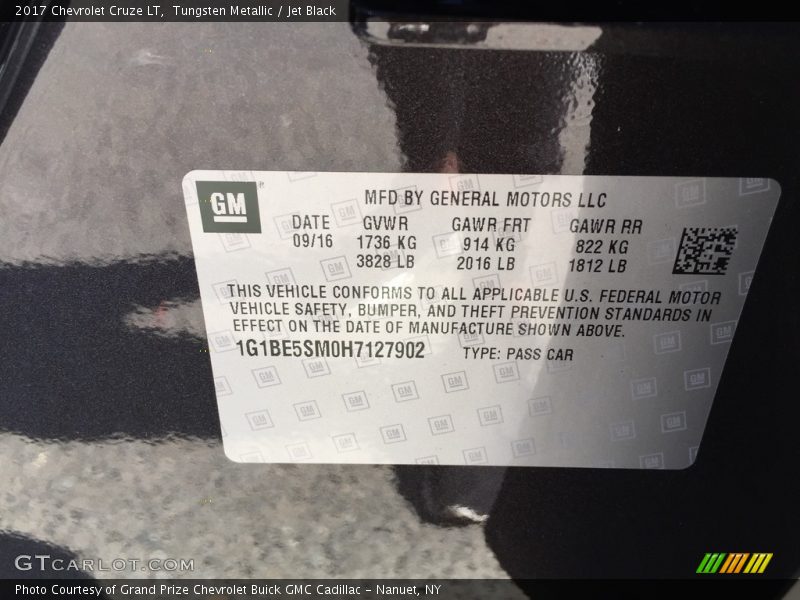 2017 Chevrolet Cruze LT, Tungsten Metallic / Jet Black
GM
MFD BY GENERAL MOTORS LLC
DATE GVWR GAWR FRT GAWR RR
09/16 1736 KG 914 KG 822 KG
3828 LB 2016 LB 1812 LB
THIS VEHICLE CONFORMS TO ALL APPLICABLE U.S. FEDERAL MOTOR
VEHICLE SAFETY, BUMPER, AND THEFT PREVENTION STANDARDS IN
EFFECT ON THE DATE OF MANUFACTURE SHOWN ABOVE.
1G1BE5SM0H7127902 TYPE: PASS CAR
GTCARLOT.COM
Photo Courtesy of Grand Prize Chevrolet Buick GMC Cadillac – Nanuet, NY